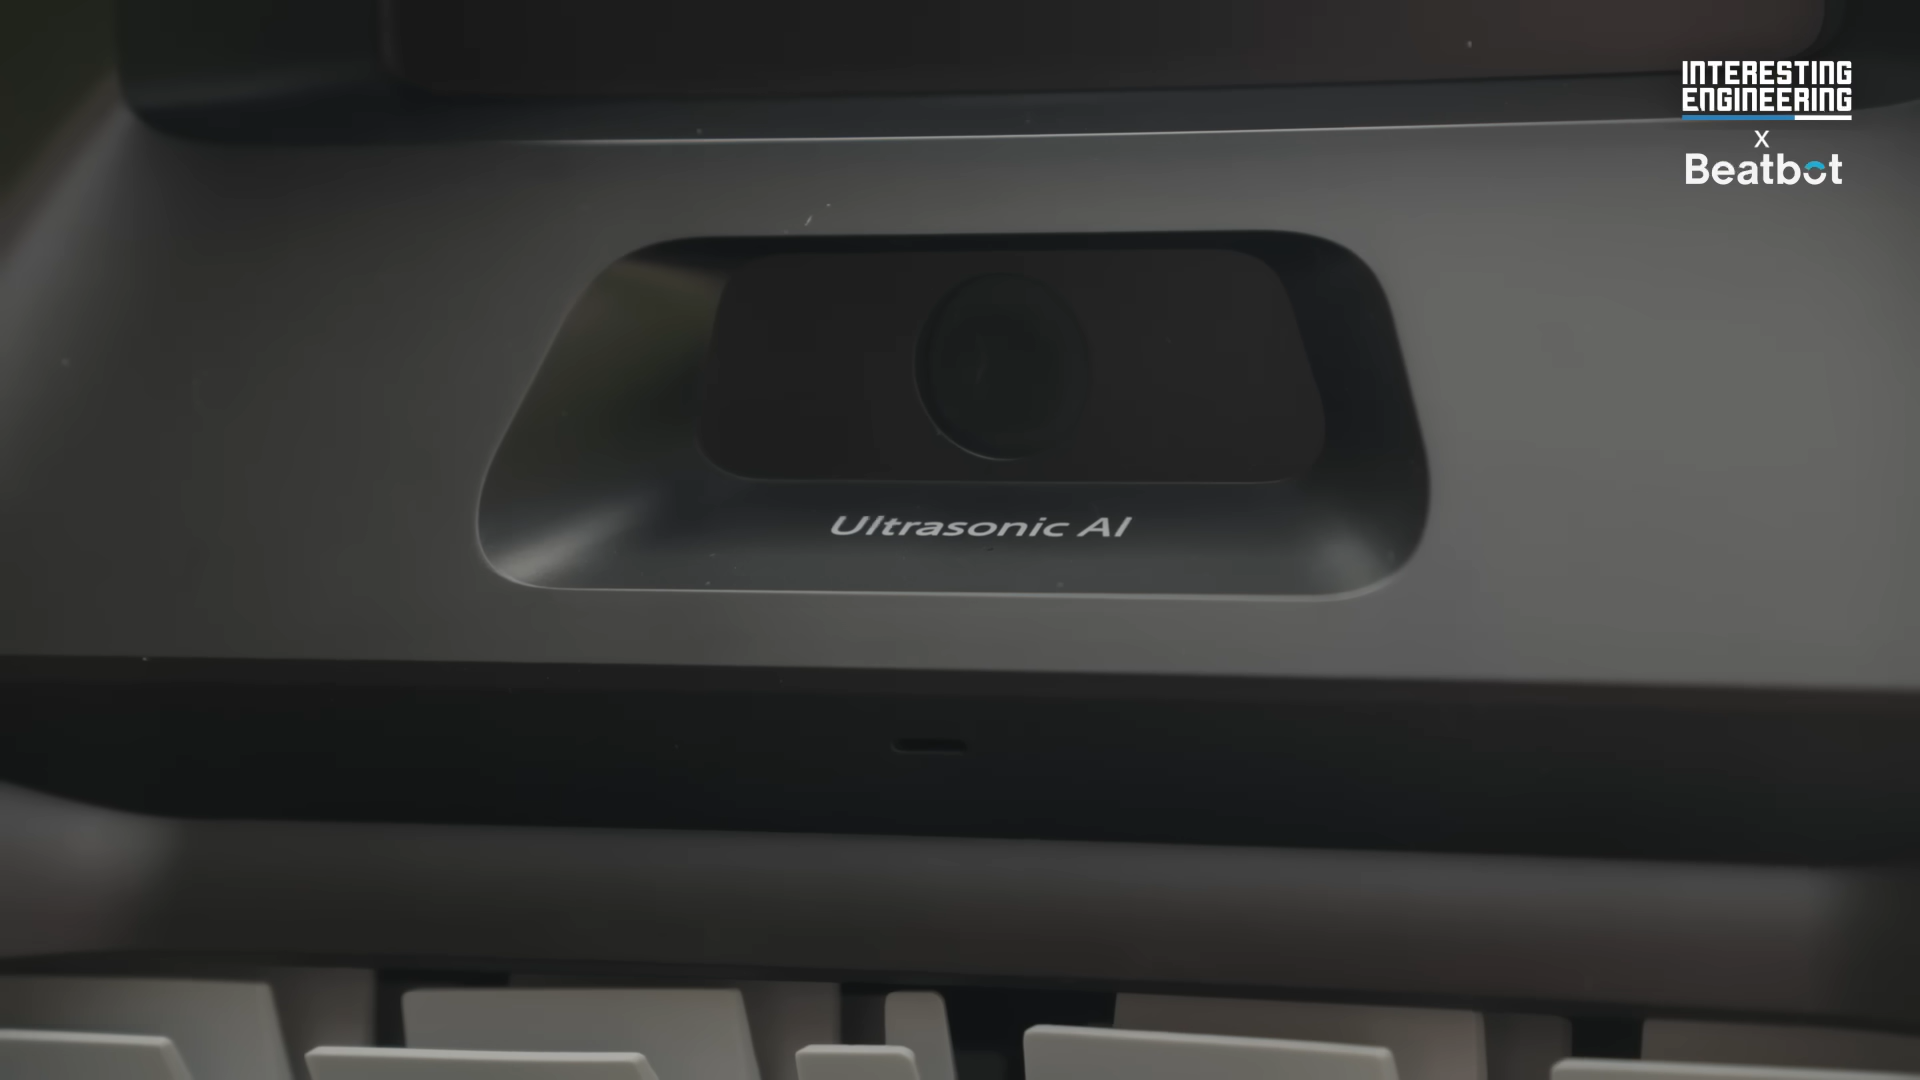 INTERESTING
ENGINEERING
X
Beatbot
Ultrasonic AI